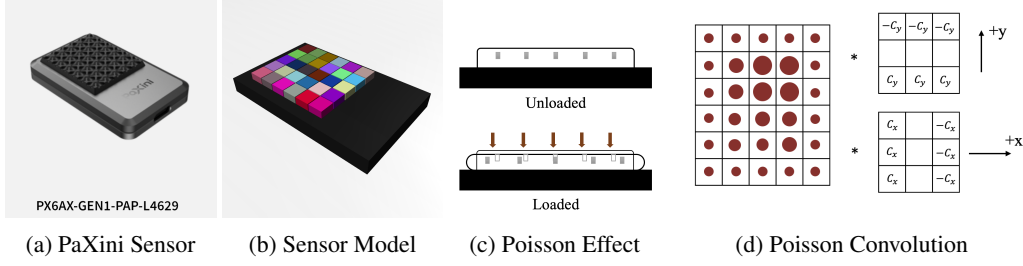 PaXini
PX6AX-GEN1-PAP-L4629
Unloaded
Loaded
*
-C_y -C_y -C_y
C_y C_y C_y
+y
*
C_x -C_x
C_x -C_x
C_x -C_x
+x
(a) PaXini Sensor
(b) Sensor Model
(c) Poisson Effect
(d) Poisson Convolution